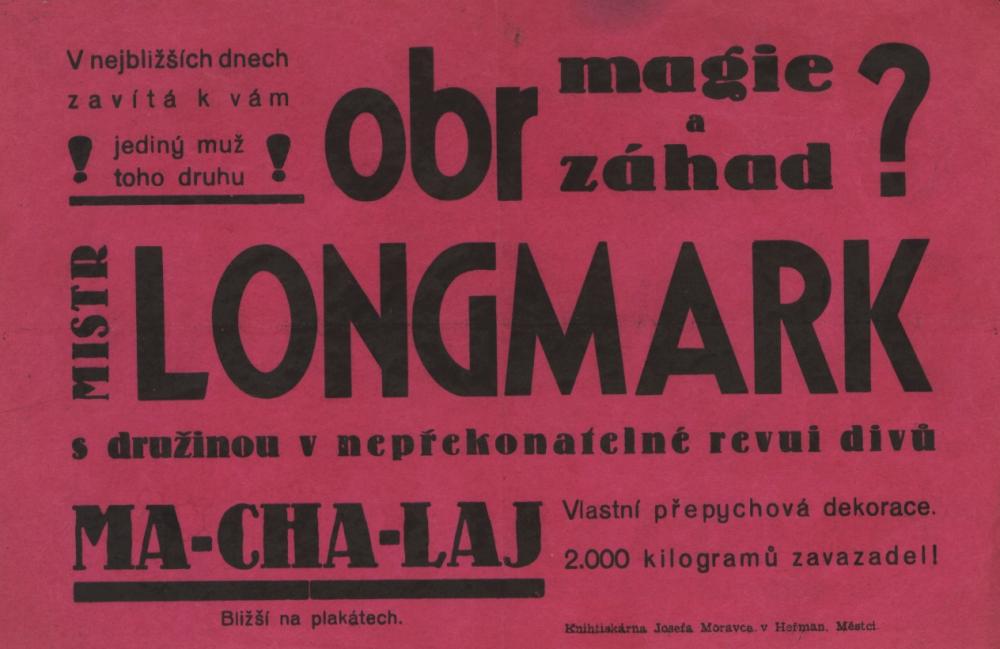 V nejbližších dnech
zavítá k vám
! jediný muž !
toho druhu
obr
magie
a
záhad
?
MISTR
LONGMARK
s družinou v nepřekonatelné revui divů
MA-CHA-LAJ
Vlastní přepychová dekorace.
2.000 kilogramů zavazadel!
Bližší na plakátech.
Knihtiskárna Josefa Moravce v Heřman. Městci